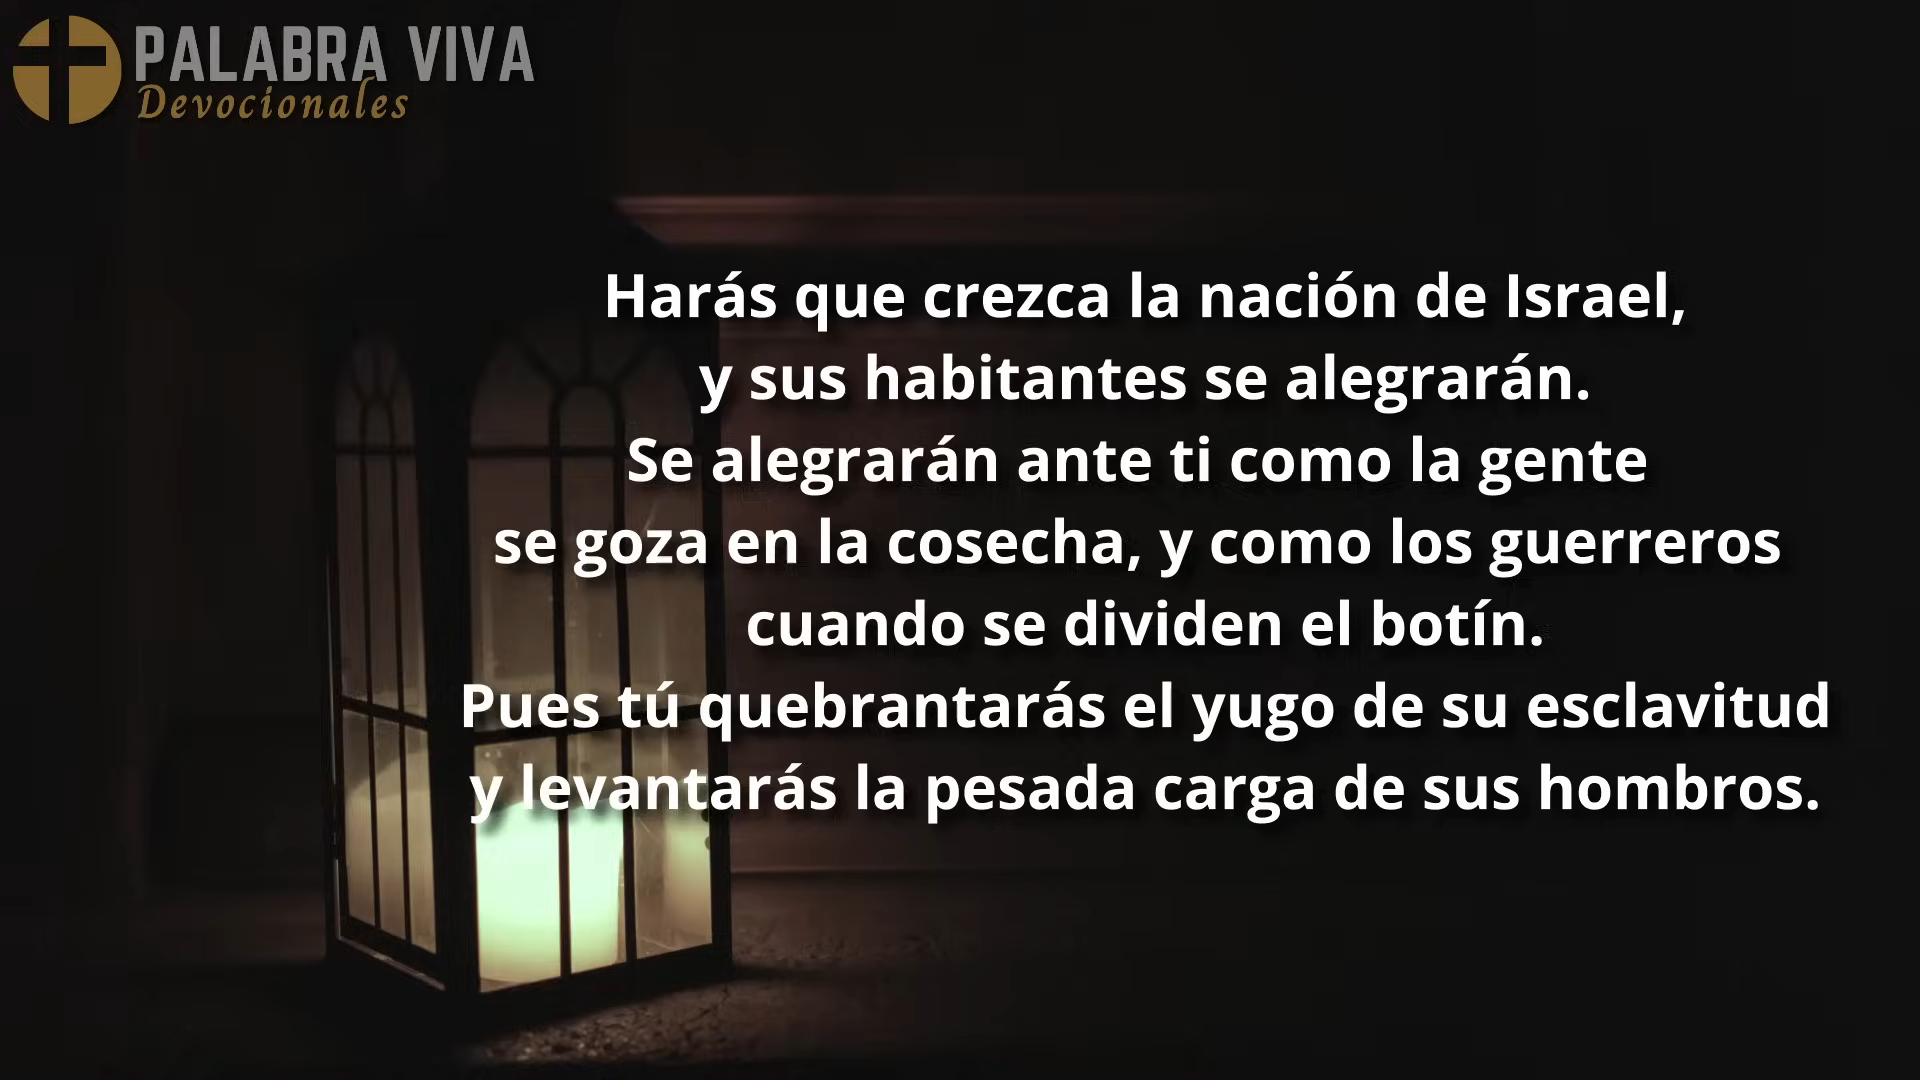 PALABRA VIVA
Devocionales
Harás que crezca la nación de Israel,
y sus habitantes se alegrarán.
Se alegrarán ante ti como la gente
se goza en la cosecha, y como los guerreros
cuando se dividen el botín.
Pues tú quebrantarás el yugo de su esclavitud
y levantarás la pesada carga de sus hombros.